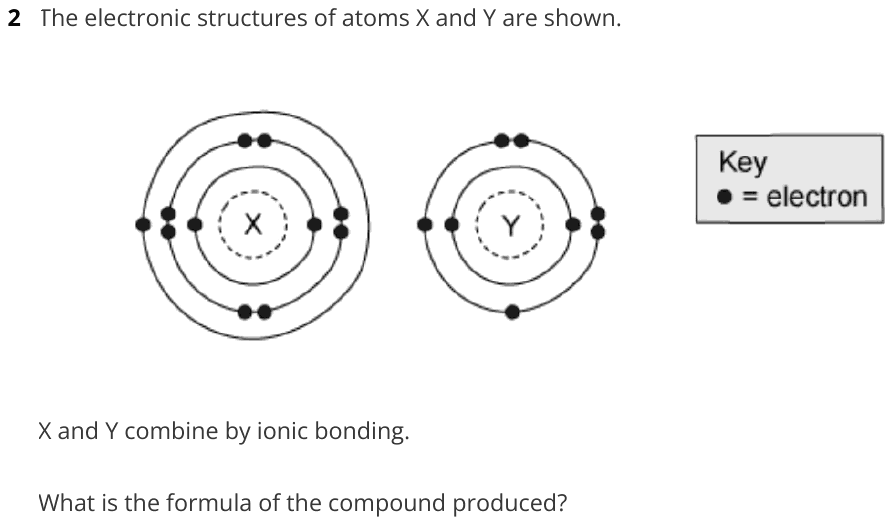 2 The electronic structures of atoms X and Y are shown.
X
Y
Key
● = electron
X and Y combine by ionic bonding.
What is the formula of the compound produced?